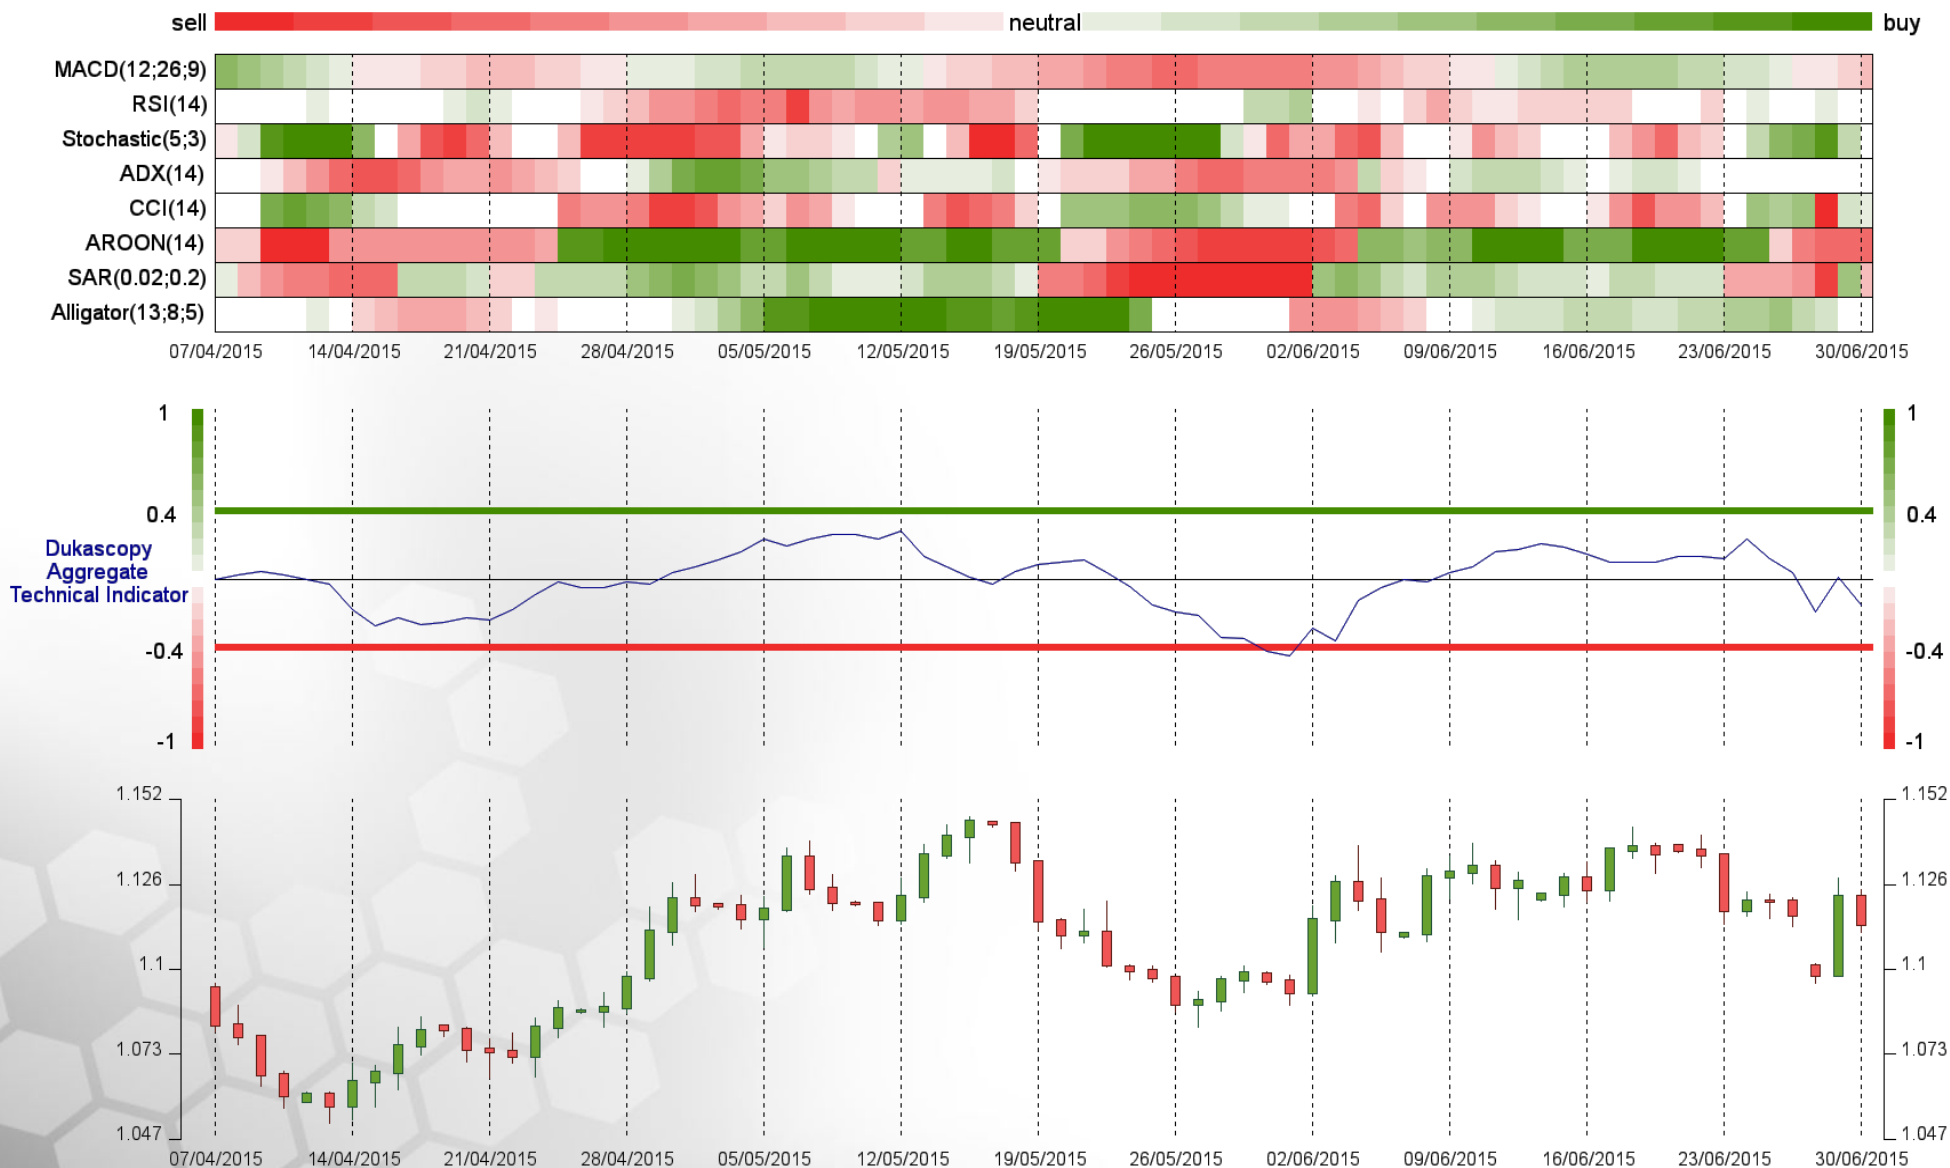 sell neutral buy
MACD(12;26;9)
RSI(14)
Stochastic(5;3)
ADX(14)
CCI(14)
AROON(14)
SAR(0.02;0.2)
Alligator(13;8;5)
07/04/2015 14/04/2015 21/04/2015 28/04/2015 05/05/2015 12/05/2015 19/05/2015 26/05/2015 02/06/2015 09/06/2015 16/06/2015 23/06/2015 30/06/2015
1 1
0.4 0.4
Dukascopy
Aggregate
Technical Indicator
-0.4 -0.4
-1 -1
1.152 1.152
1.126 1.126
1.1 1.1
1.073 1.073
1.047 1.047
07/04/2015 14/04/2015 21/04/2015 28/04/2015 05/05/2015 12/05/2015 19/05/2015 26/05/2015 02/06/2015 09/06/2015 16/06/2015 23/06/2015 30/06/2015